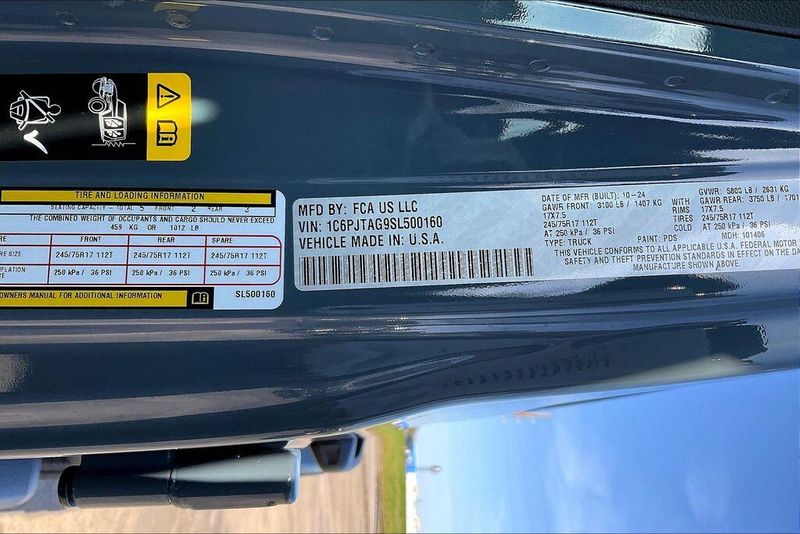 TIRE AND LOADING INFORMATION
SEATING CAPACITY - TOTAL 5 FRONT 2 REAR 3
THE COMBINED WEIGHT OF OCCUPANTS AND CARGO SHOULD NEVER EXCEED
459 KG OR 1012 LB
FRONT REAR SPARE
SIZE 245/75R17 112T 245/75R17 112T 245/75R17 112T
250 kPa / 36 PSI 250 kPa / 36 PSI 250 kPa / 36 PSI
OWNERS MANUAL FOR ADDITIONAL INFORMATION
SL500160
MFD BY: FCA US LLC
VIN: 1C6PJTAG9SL500160
VEHICLE MADE IN U.S.A.
DATE OF MFR (BUILT): 10-24 GVWR: 5803 LB / 2631 KG
GAWR FRONT: 3100 LB / 1407 KG WITH GAWR REAR: 3750 LB / 1701
17X7.5 RIMS 17X7.5
245/75R17 112T TIRES 245/75R17 112T
AT 250 kPa / 36 PSI COLD AT 250 kPa / 36 PSI
TYPE: TRUCK PAINT: PDS MDH: 101406
THIS VEHICLE CONFORMS TO ALL APPLICABLE U.S.A. FEDERAL MOTOR
SAFETY AND THEFT PREVENTION STANDARDS IN EFFECT ON THE DA
MANUFACTURE SHOWN ABOVE.